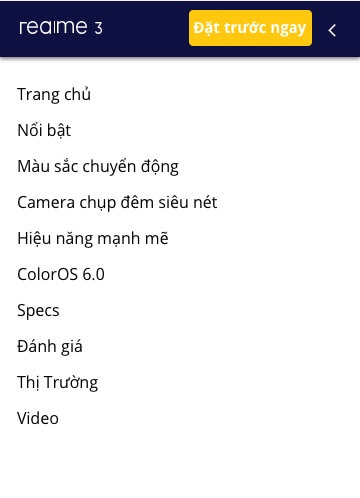 realme 3
Đặt trước ngay
Trang chủ
Nổi bật
Màu sắc chuyển động
Camera chụp đêm siêu nét
Hiệu năng mạnh mẽ
ColorOS 6.0
Specs
Đánh giá
Thị Trường
Video